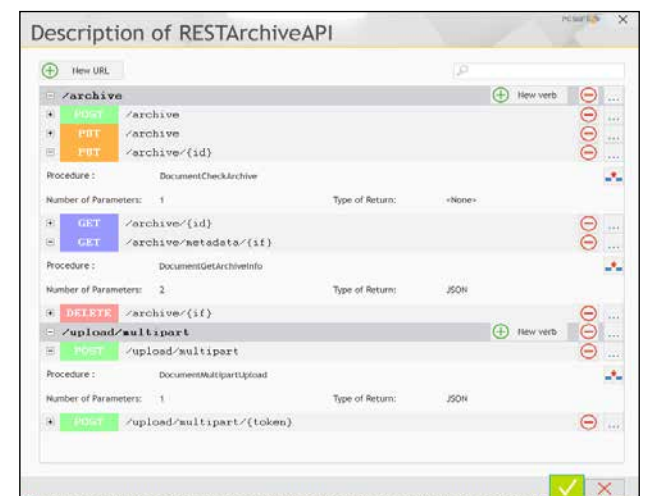 Description of RESTArchiveAPI
PC SOFT
New URL
/archive New verb ...
POST /archive ...
PUT /archive ...
PUT /archive/{id} ...
Procedure : DocumentCheckArchive
Number of Parameters: 1 Type of Return: <None>
GET /archive/{id} ...
GET /archive/metadata/{if} ...
Procedure : DocumentGetArchiveInfo
Number of Parameters: 2 Type of Return: JSON
DELETE /archive/{if} ...
/upload/multipart New verb ...
POST /upload/multipart ...
Procedure : DocumentMultipartUpload
Number of Parameters: 1 Type of Return: JSON
POST /upload/multipart/{token} ...